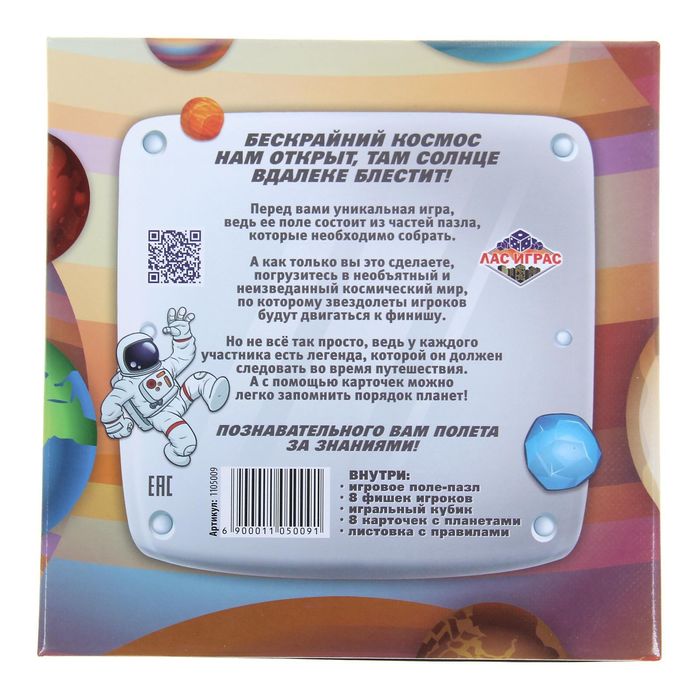 БЕСКРАЙНИЙ КОСМОС
НАМ ОТКРЫТ, ТАМ СОЛНЦЕ
ВДАЛЕКЕ БЛЕСТИТ!
Перед вами уникальная игра,
ведь ее поле состоит из частей пазла,
которые необходимо собрать.
ЛАС ИГРАС
А как только вы это сделаете,
погрузитесь в необъятный и
неизведанный космический мир,
по которому звездолеты игроков
будут двигаться к финишу.
Но не всё так просто, ведь у каждого
участника есть легенда, которой он должен
следовать во время путешествия.
А с помощью карточек можно
легко запомнить порядок планет!
ПОЗНАВАТЕЛЬНОГО ВАМ ПОЛЕТА
ЗА ЗНАНИЯМИ!
ЕАС
Артикул: 1105009
6 900011 050091
ВНУТРИ:
• игровое поле-пазл
• 8 фишек игроков
• игральный кубик
• 8 карточек с планетами
• листовка с правилами